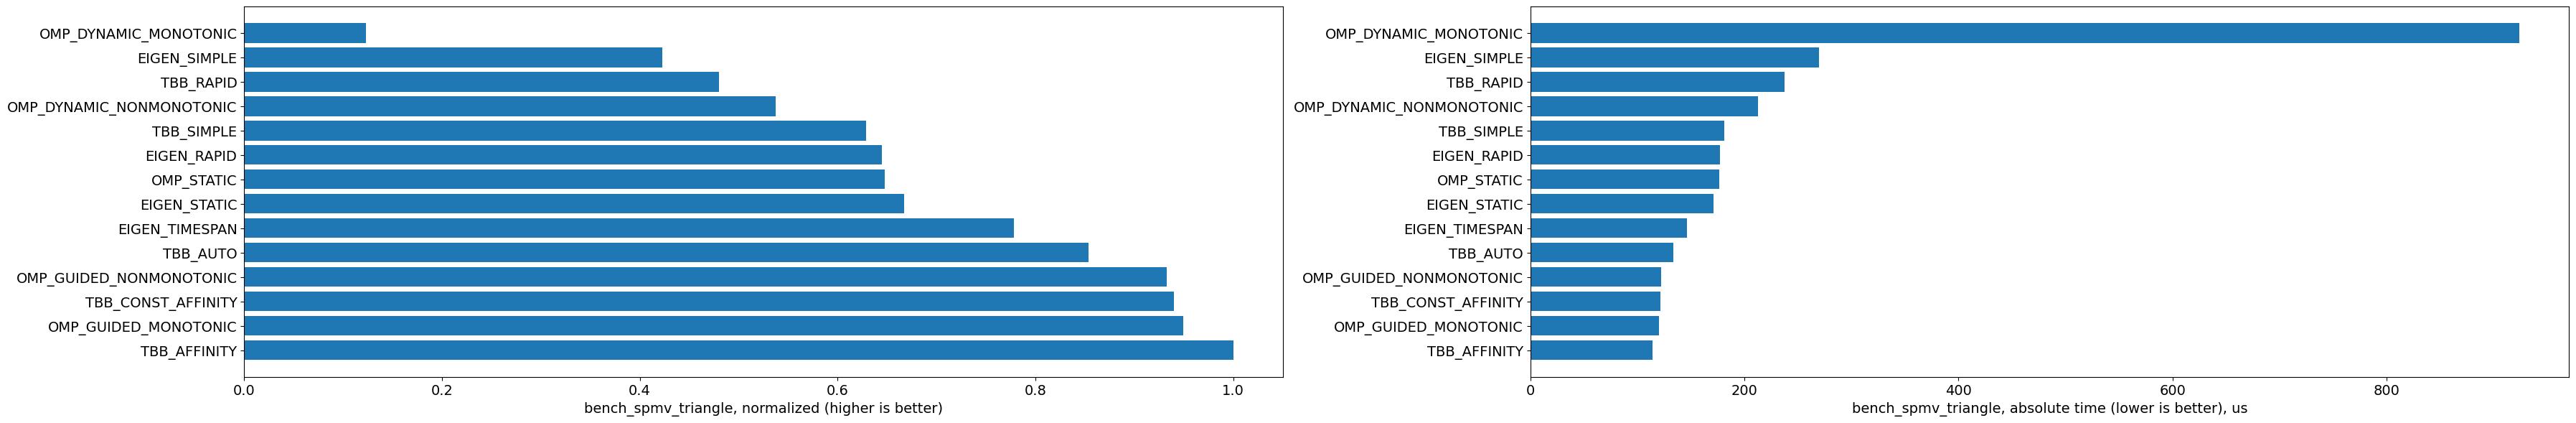 OMP_DYNAMIC_MONOTONIC
EIGEN_SIMPLE
TBB_RAPID
OMP_DYNAMIC_NONMONOTONIC
TBB_SIMPLE
EIGEN_RAPID
OMP_STATIC
EIGEN_STATIC
EIGEN_TIMESPAN
TBB_AUTO
OMP_GUIDED_NONMONOTONIC
TBB_CONST_AFFINITY
OMP_GUIDED_MONOTONIC
TBB_AFFINITY
0.0 0.2 0.4 0.6 0.8 1.0
bench_spmv_triangle, normalized (higher is better)
OMP_DYNAMIC_MONOTONIC
EIGEN_SIMPLE
TBB_RAPID
OMP_DYNAMIC_NONMONOTONIC
TBB_SIMPLE
EIGEN_RAPID
OMP_STATIC
EIGEN_STATIC
EIGEN_TIMESPAN
TBB_AUTO
OMP_GUIDED_NONMONOTONIC
TBB_CONST_AFFINITY
OMP_GUIDED_MONOTONIC
TBB_AFFINITY
0 200 400 600 800
bench_spmv_triangle, absolute time (lower is better), us